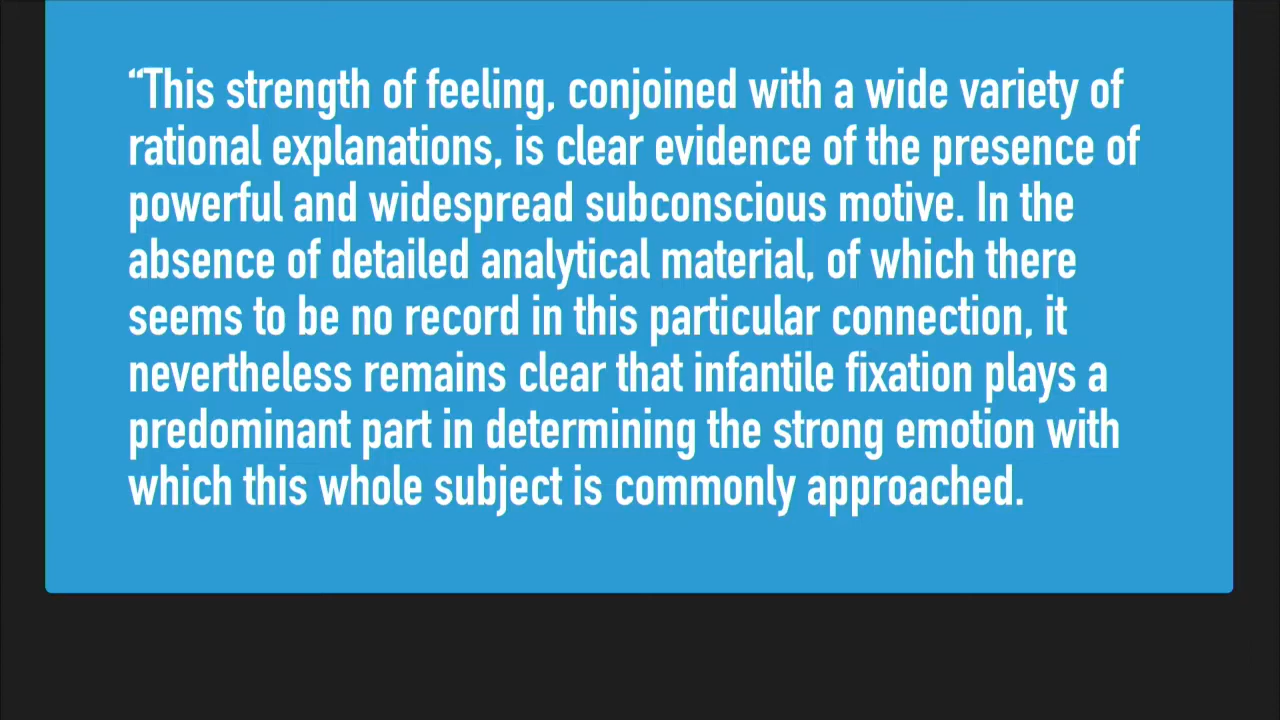 “This strength of feeling, conjoined with a wide variety of
rational explanations, is clear evidence of the presence of
powerful and widespread subconscious motive. In the
absence of detailed analytical material, of which there
seems to be no record in this particular connection, it
nevertheless remains clear that infantile fixation plays a
predominant part in determining the strong emotion with
which this whole subject is commonly approached.